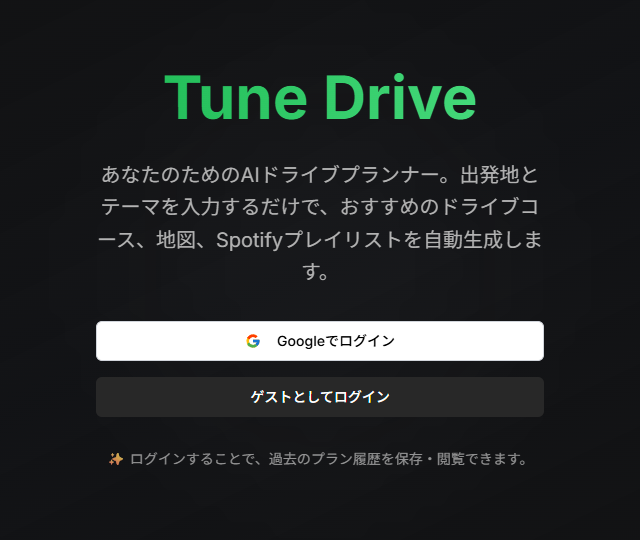 Tune Drive
あなたのためのAIドライブプランナー。出発地と
テーマを入力するだけで、おすすめのドライブコ
ース、地図、Spotifyプレイリストを自動生成しま
す。
Googleでログイン
ゲストとしてログイン
✨ ログインすることで、過去のプラン履歴を保存・閲覧できます。